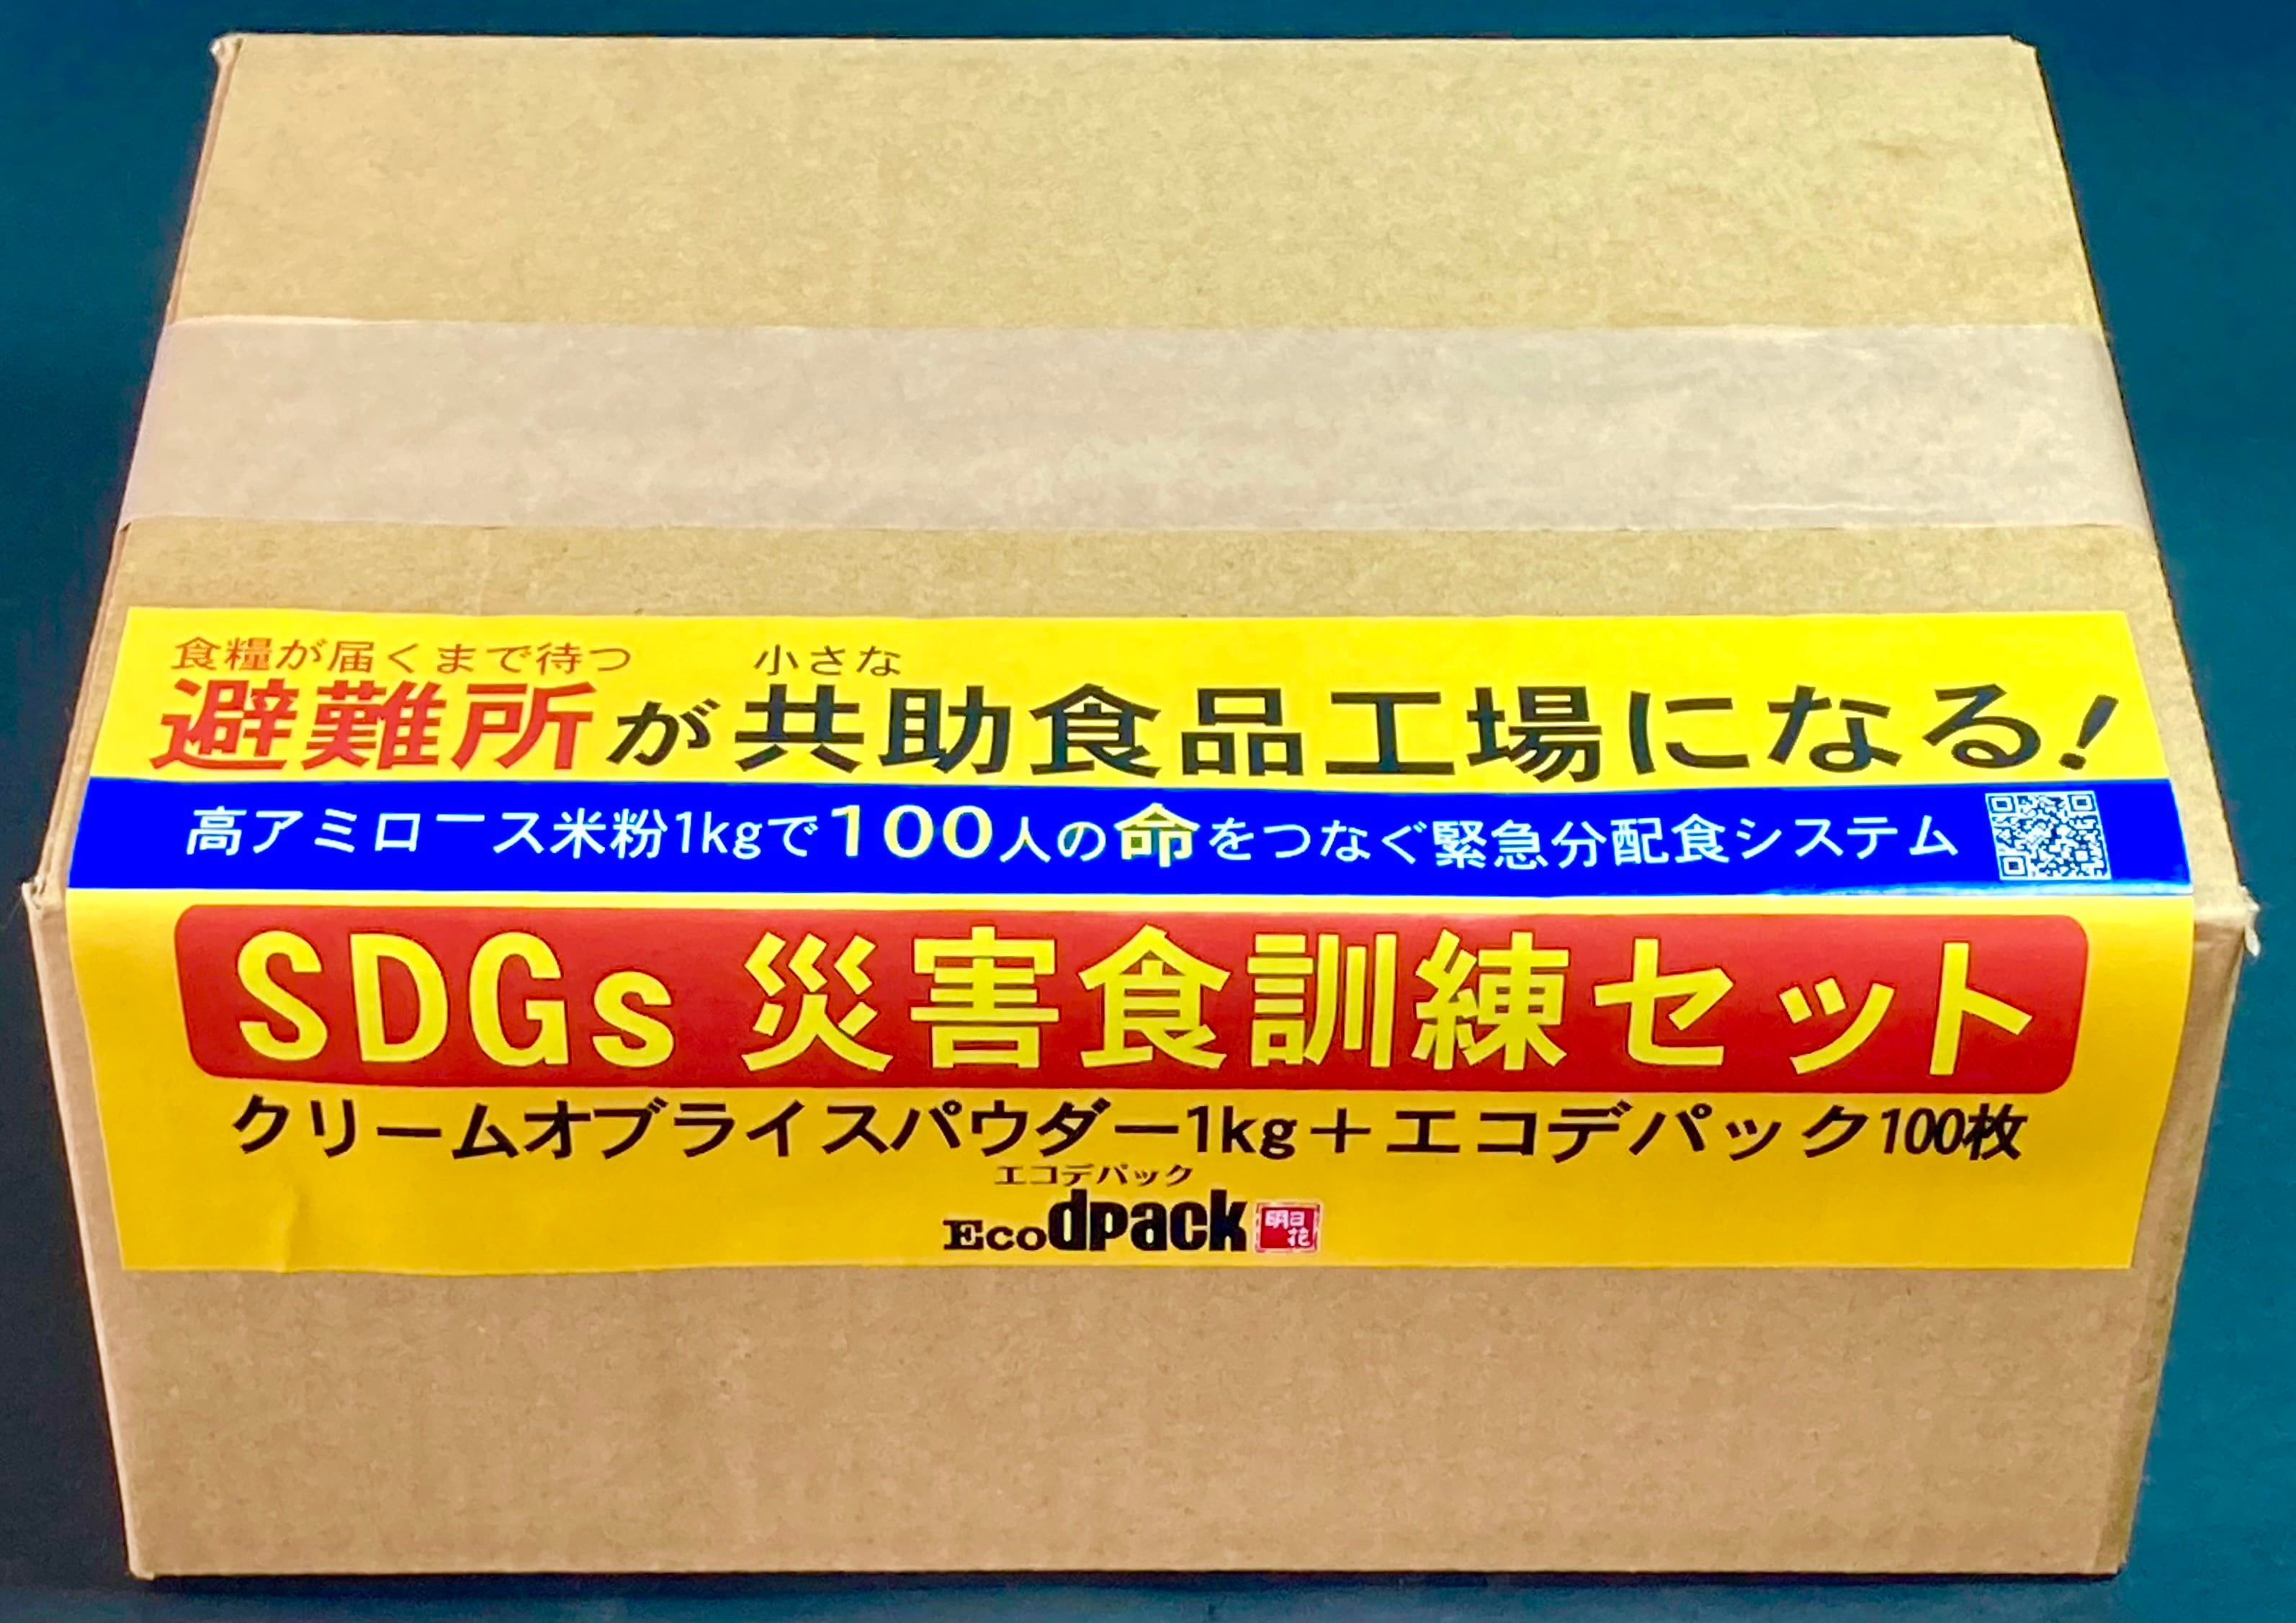 食糧が届くまで待つ 小さな
避難所が共助食品工場になる!
高アミロース米粉1kgで100人の命をつなぐ緊急分配食システム
SDGs 災害食訓練セット
クリームオブライスパウダー1kg＋エコデパック100枚
エコデパック
Ecodpack 明日花